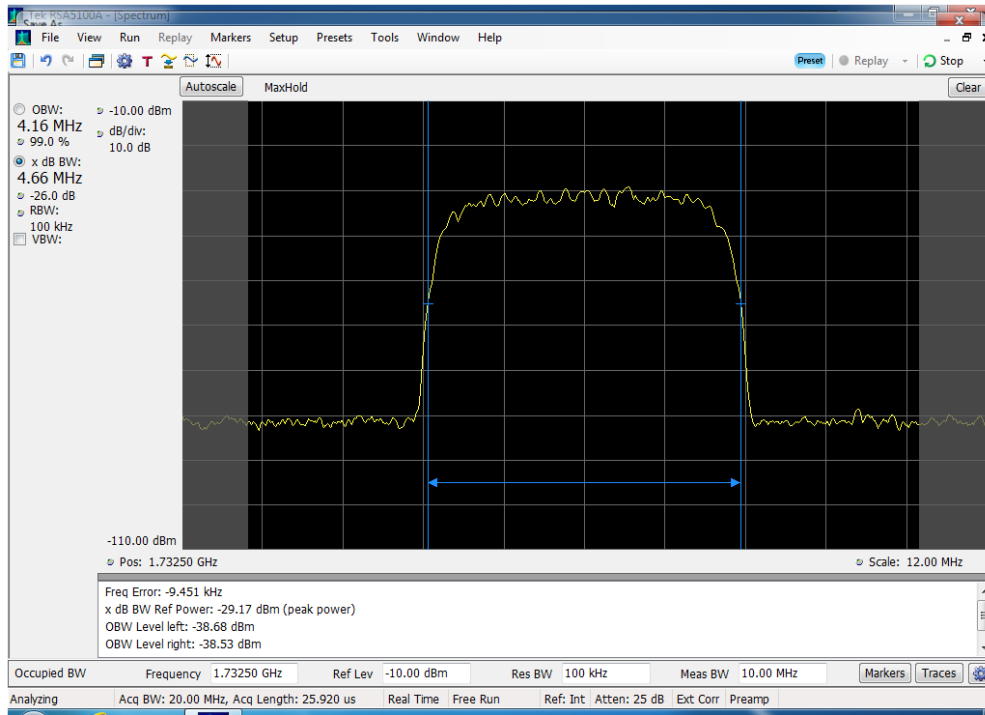 Tek RSA5100A - [Spectrum]
Save As
File View Run Replay Markers Setup Presets Tools Window Help
T Preset Replay Stop
Autoscale MaxHold Clear
OBW:
4.16 MHz
99.0 %
x dB BW:
4.66 MHz
-26.0 dB
RBW:
100 kHz
VBW:
-10.00 dBm
dB/div:
10.0 dB
-110.00 dBm
Pos: 1.73250 GHz Scale: 12.00 MHz
Freq Error: -9.451 kHz
x dB BW Ref Power: -29.17 dBm (peak power)
OBW Level left: -38.68 dBm
OBW Level right: -38.53 dBm
Occupied BW Frequency 1.73250 GHz Ref Lev -10.00 dBm Res BW 100 kHz Meas BW 10.00 MHz Markers Traces
Analyzing Acq BW: 20.00 MHz, Acq Length: 25.920 us Real Time Free Run Ref: Int Atten: 25 dB Ext Corr Preamp